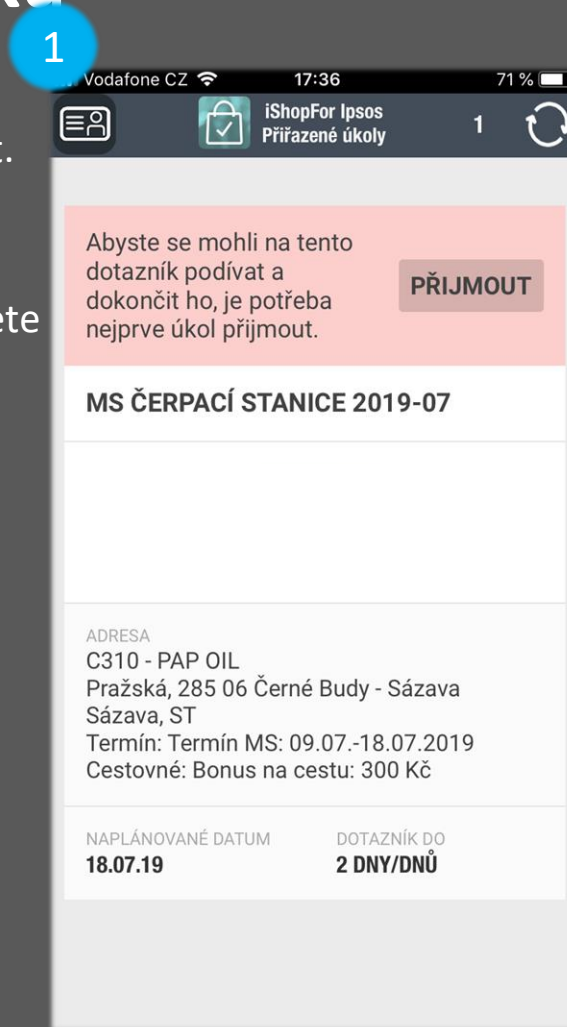 1
Vodafone CZ 17:36 71 %
iShopFor Ipsos
Přiřazené úkoly
1
Abyste se mohli na tento
dotazník podívat a
dokončit ho, je potřeba
nejprve úkol přijmout.
PŘIJMOUT
MS ČERPACÍ STANICE 2019-07
ADRESA
C310 - PAP OIL
Pražská, 285 06 Černé Budy - Sázava
Sázava, ST
Termín: Termín MS: 09.07.-18.07.2019
Cestovné: Bonus na cestu: 300 Kč
NAPLÁNOVANÉ DATUM DOTAZNÍK DO
18.07.19 2 DNY/DNŮ